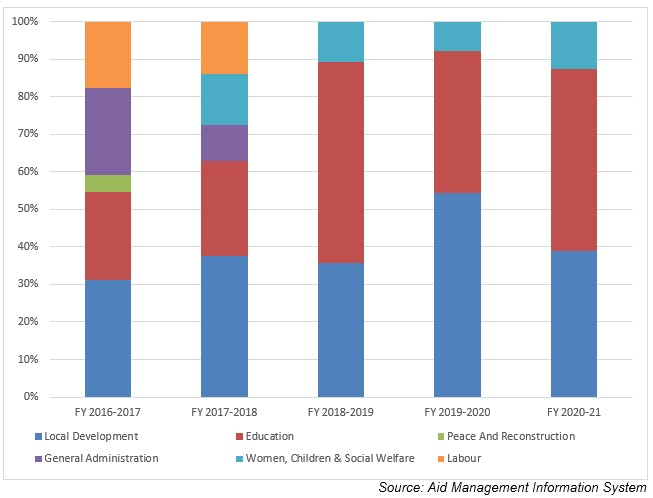 100%
90%
80%
70%
60%
50%
40%
30%
20%
10%
0%
FY 2016-2017 FY 2017-2018 FY 2018-2019 FY 2019-2020 FY 2020-21
Local Development Education Peace And Reconstruction
General Administration Women, Children & Social Welfare Labour
Source: Aid Management Information System